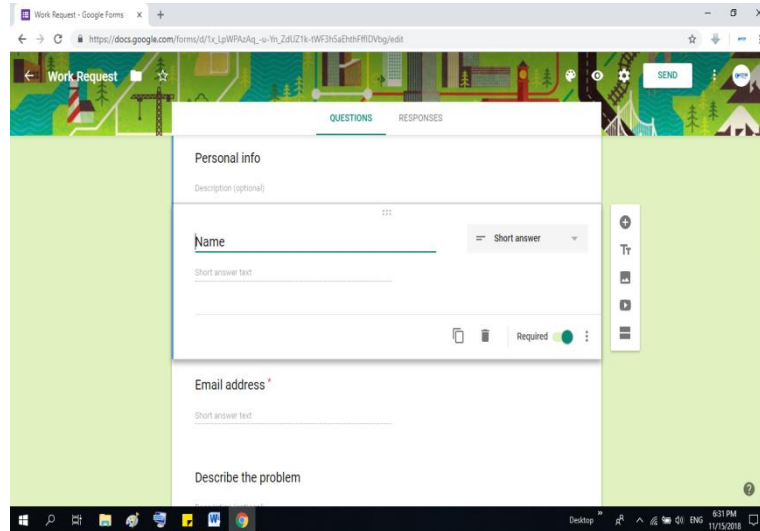 Work Request - Google Forms
https://docs.google.com/forms/d/1x_LpWPAzAq_-u-Yn_ZdUZ1k-tWF3h5aEhthFfflDVbg/edit
Work Request
SEND
QUESTIONS RESPONSES
Personal info
Description (optional)
Name
Short answer
Short answer text
Required
Email address *
Short answer text
Describe the problem
Desktop
ENG
6:31 PM
11/15/2018